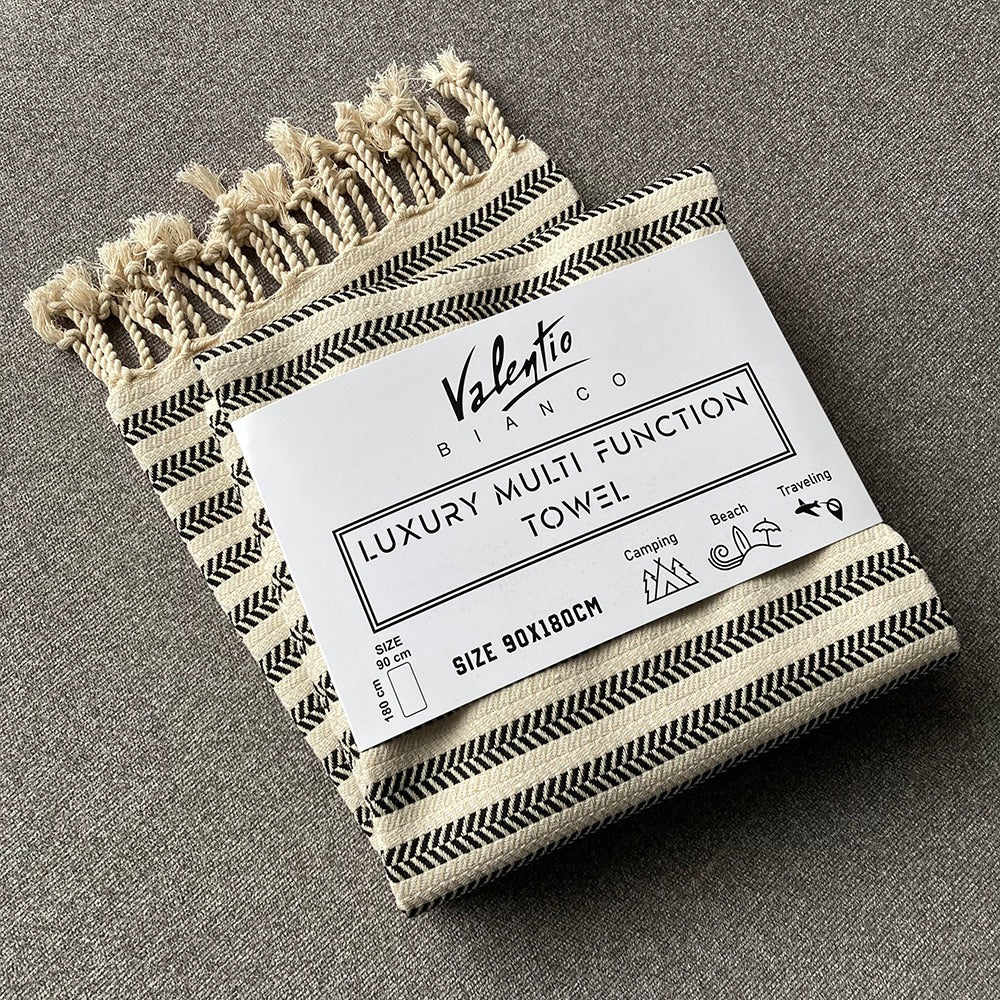 Valentio
BIANCO
LUXURY MULTI FUNCTION
TOWEL
Camping
Beach
Traveling
SIZE
90 cm
180 cm
SIZE 90X180CM